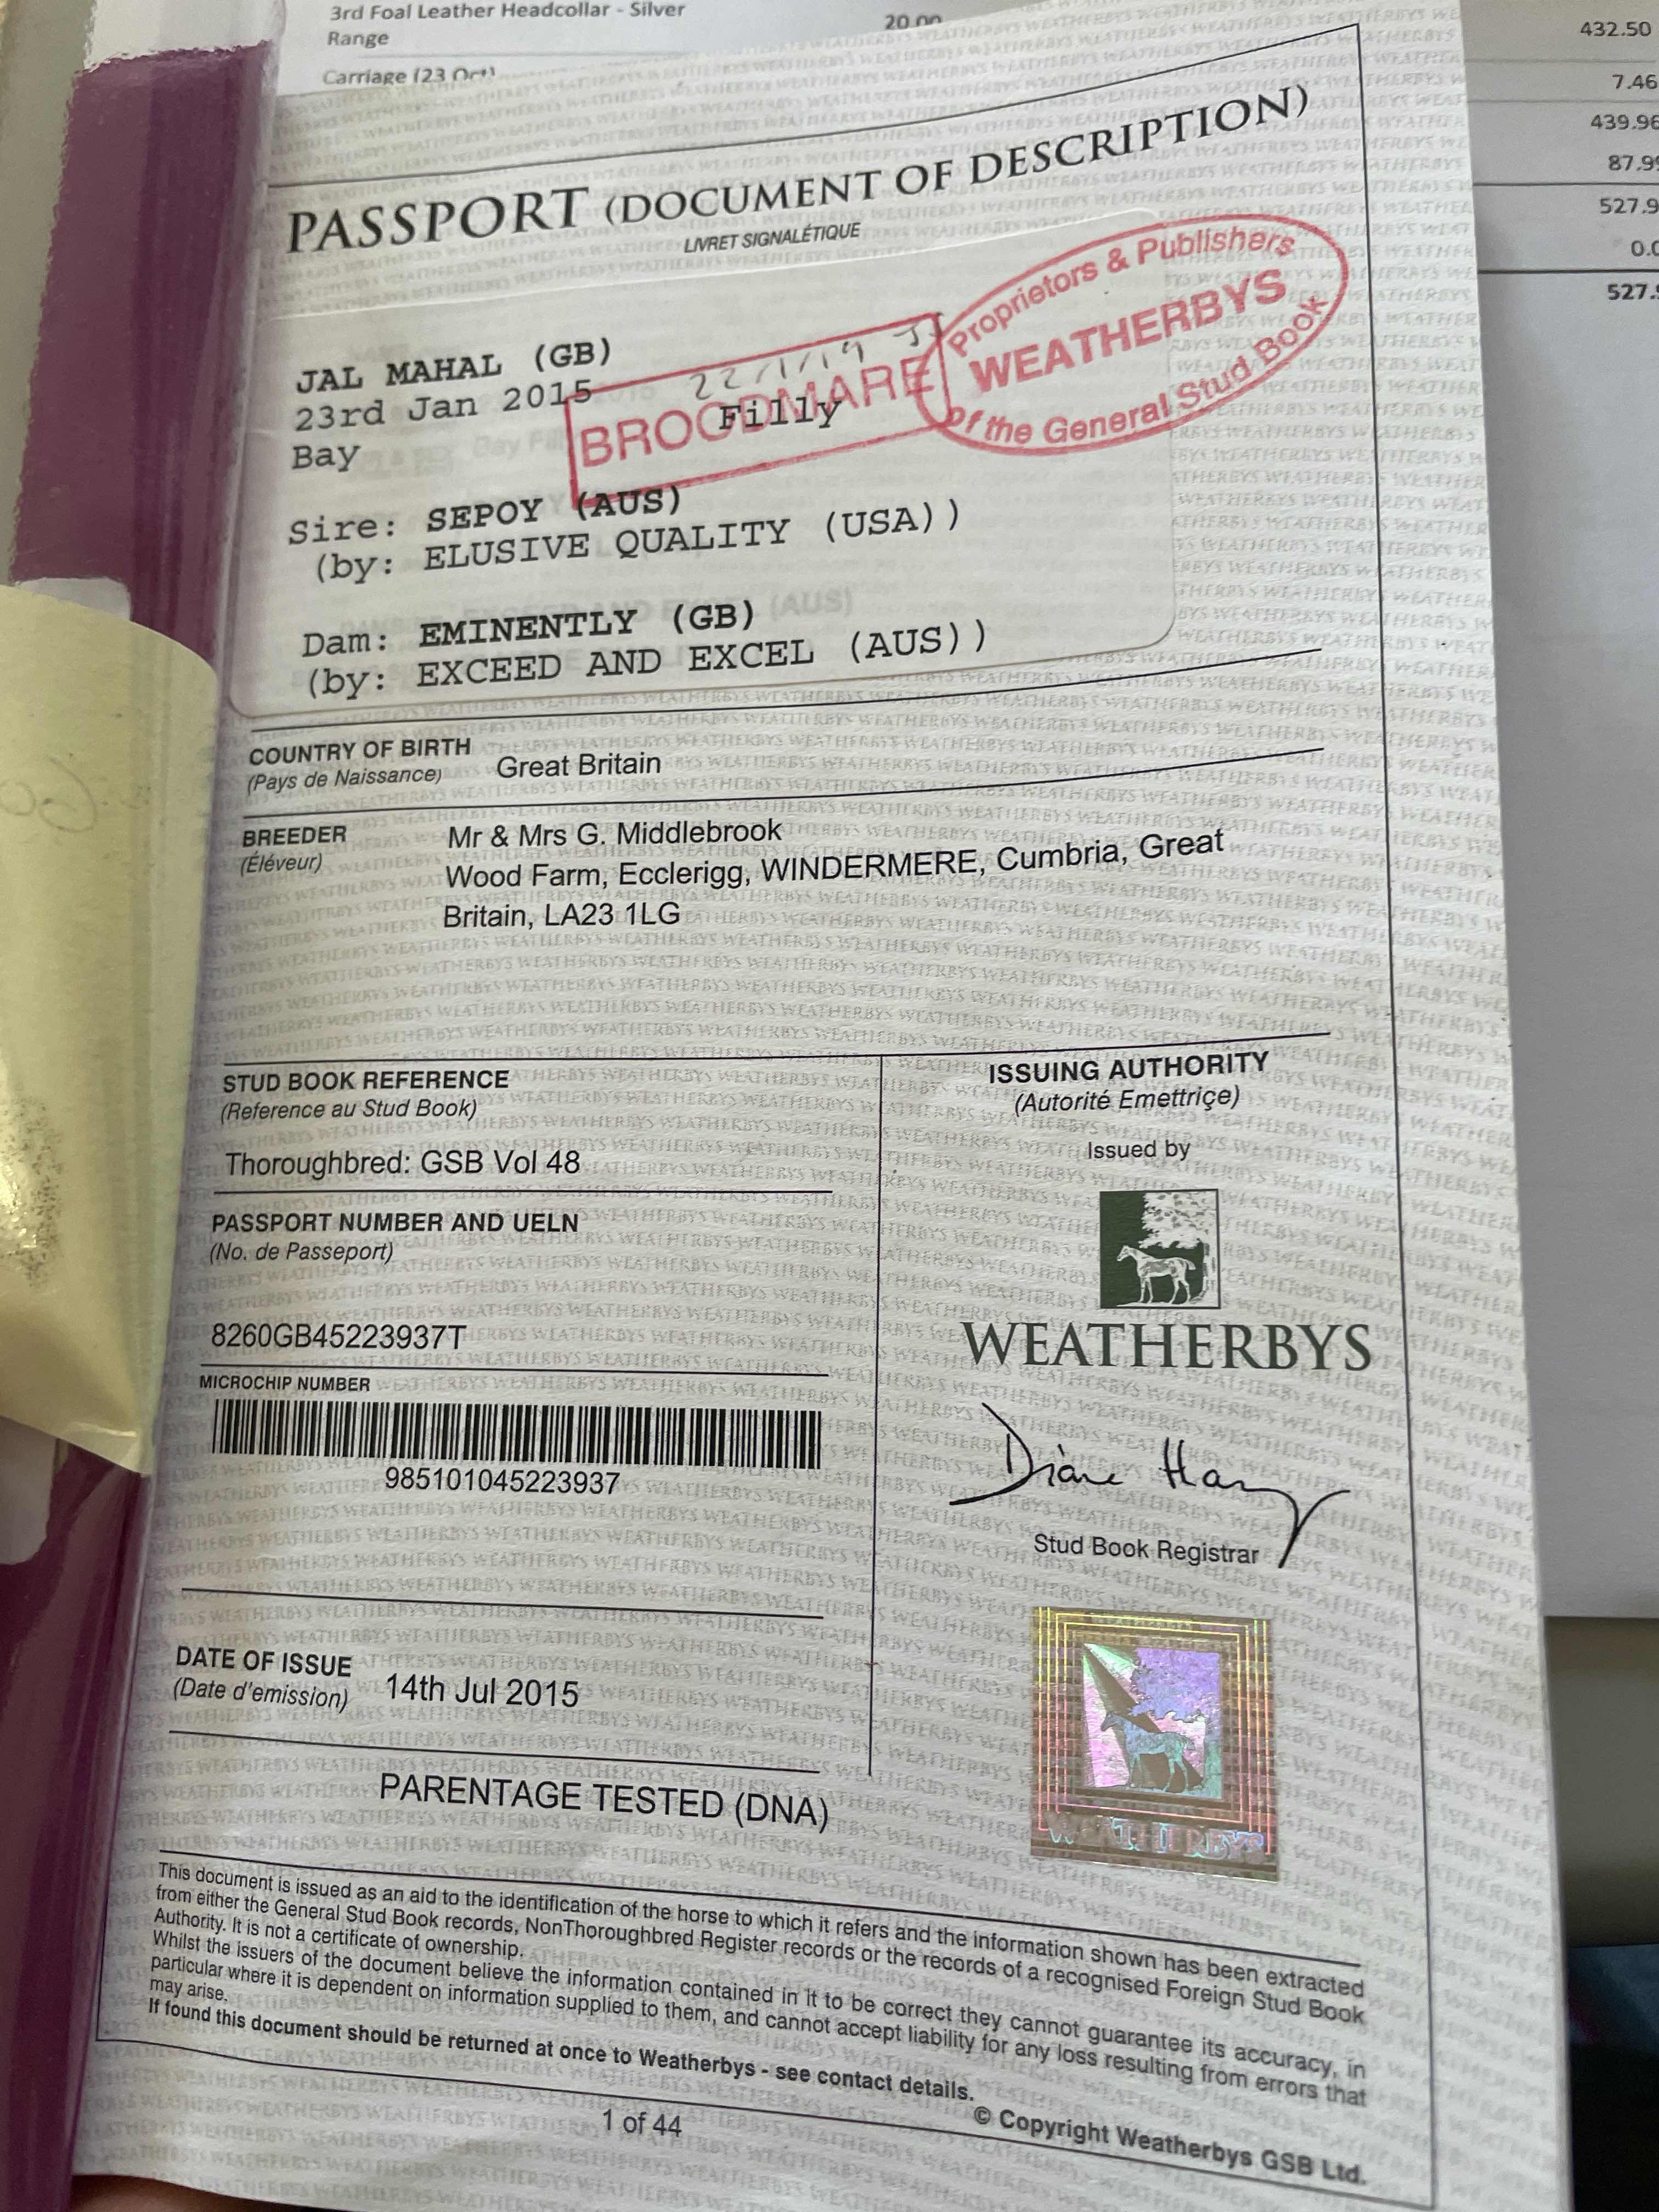 3rd Foal Leather Headcollar - Silver
Range
20.00
Carriage (23 Oct)
432.50
7.46
439.96
87.99
527.9
0.0
527.9
PASSPORT (DOCUMENT OF DESCRIPTION)
LIVRET SIGNALÉTIQUE
JAL MAHAL (GB)
23rd Jan 2015
Bay
Filly
22/1/19
BROODMARE
Proprietors & Publishers
WEATHERBYS
Of the General Stud Book
Sire: SEPOY (AUS)
(by: ELUSIVE QUALITY (USA))
Dam: EMINENTLY (GB)
(by: EXCEED AND EXCEL (AUS))
COUNTRY OF BIRTH
(Pays de Naissance)
Great Britain
BREEDER
(Éléveur)
Mr & Mrs G. Middlebrook
Wood Farm, Ecclerigg, WINDERMERE, Cumbria, Great
Britain, LA23 1LG
STUD BOOK REFERENCE
(Reference au Stud Book)
Thoroughbred: GSB Vol 48
PASSPORT NUMBER AND UELN
(No. de Passeport)
8260GB45223937T
MICROCHIP NUMBER
985101045223937
DATE OF ISSUE
(Date d'emission)
14th Jul 2015
PARENTAGE TESTED (DNA)
ISSUING AUTHORITY
(Autorité Emettriçe)
Issued by
WEATHERBYS
Diane Han
Stud Book Registrar
WEATHERBYS
This document is issued as an aid to the identification of the horse to which it refers and the information shown has been extracted
from either the General Stud Book records, NonThoroughbred Register records or the records of a recognised Foreign Stud Book
Authority. It is not a certificate of ownership.
Whilst the issuers of the document believe the information contained in it to be correct they cannot guarantee its accuracy, in
particular where it is dependent on information supplied to them, and cannot accept liability for any loss resulting from errors that
may arise.
If found this document should be returned at once to Weatherbys - see contact details.
1 of 44
© Copyright Weatherbys GSB Ltd.